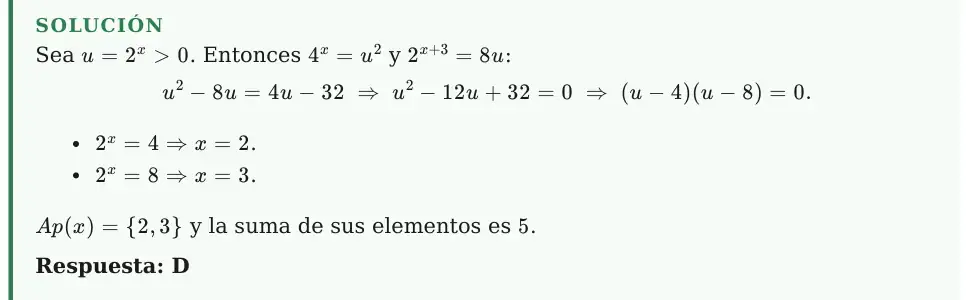 SOLUCIÓN
Sea u = 2^x > 0. Entonces 4^x = u^2 y 2^{x+3} = 8u:
u^2 − 8u = 4u − 32 ⇒ u^2 − 12u + 32 = 0 ⇒ (u − 4)(u − 8) = 0.
• 2^x = 4 ⇒ x = 2.
• 2^x = 8 ⇒ x = 3.
Ap(x) = {2, 3} y la suma de sus elementos es 5.
Respuesta: D